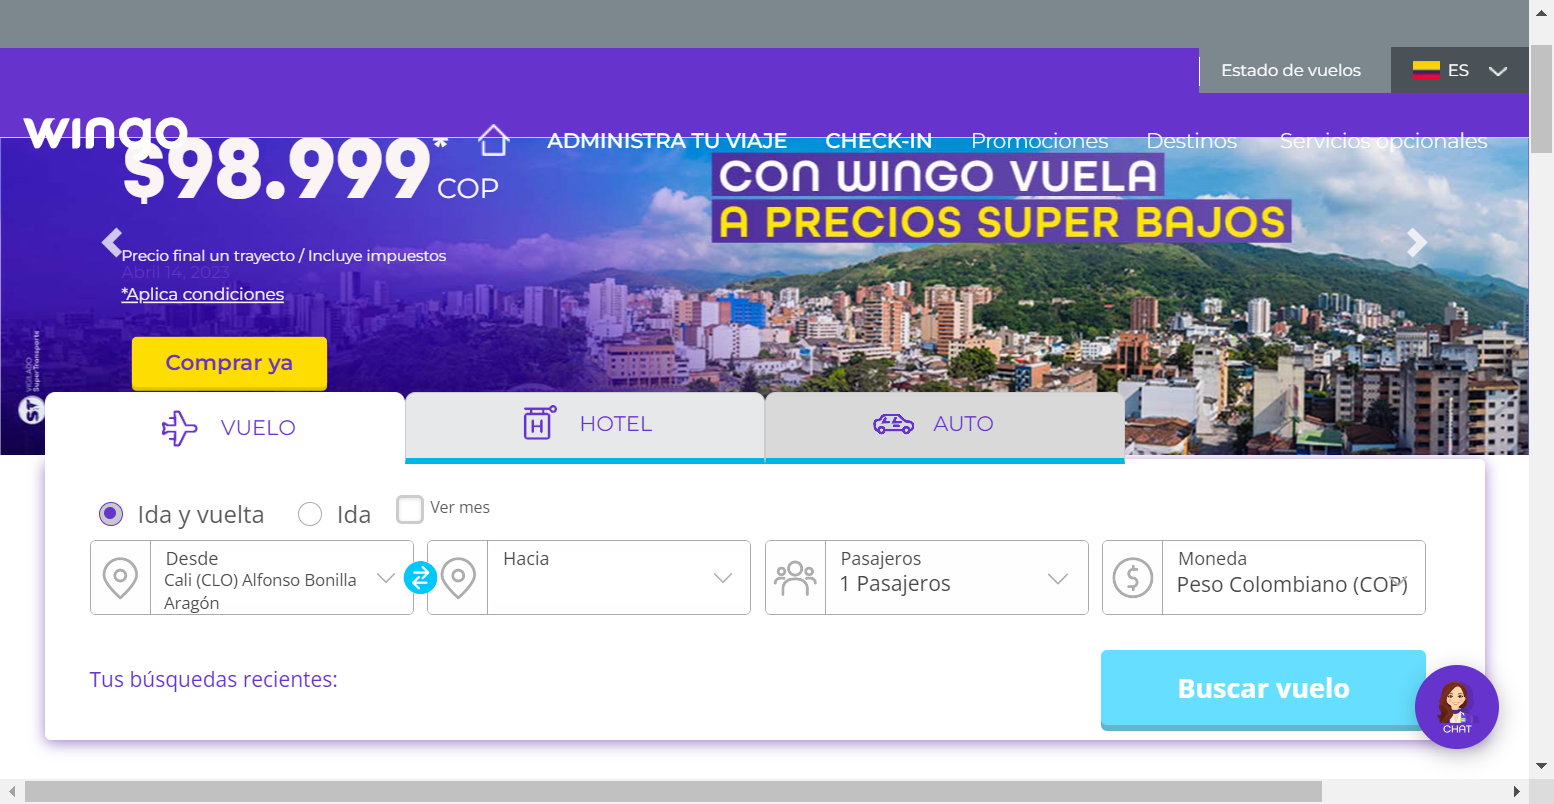 Estado de vuelos
ES
wingo
ADMINISTRA TU VIAJE
CHECK-IN
Promociones
Destinos
Servicios opcionales
$98.999* COP
CON WINGO VUELA
A PRECIOS SUPER BAJOS
Precio final un trayecto / Incluye impuestos
Abril 14, 2023
*Aplica condiciones
VIGILADO
SuperTransporte
ST
Comprar ya
VUELO
HOTEL
AUTO
Ida y vuelta
Ida
Ver mes
Desde
Cali (CLO) Alfonso Bonilla
Aragón
Hacia
Pasajeros
1 Pasajeros
Moneda
Peso Colombiano (COP)
Tus búsquedas recientes:
Buscar vuelo
CHAT